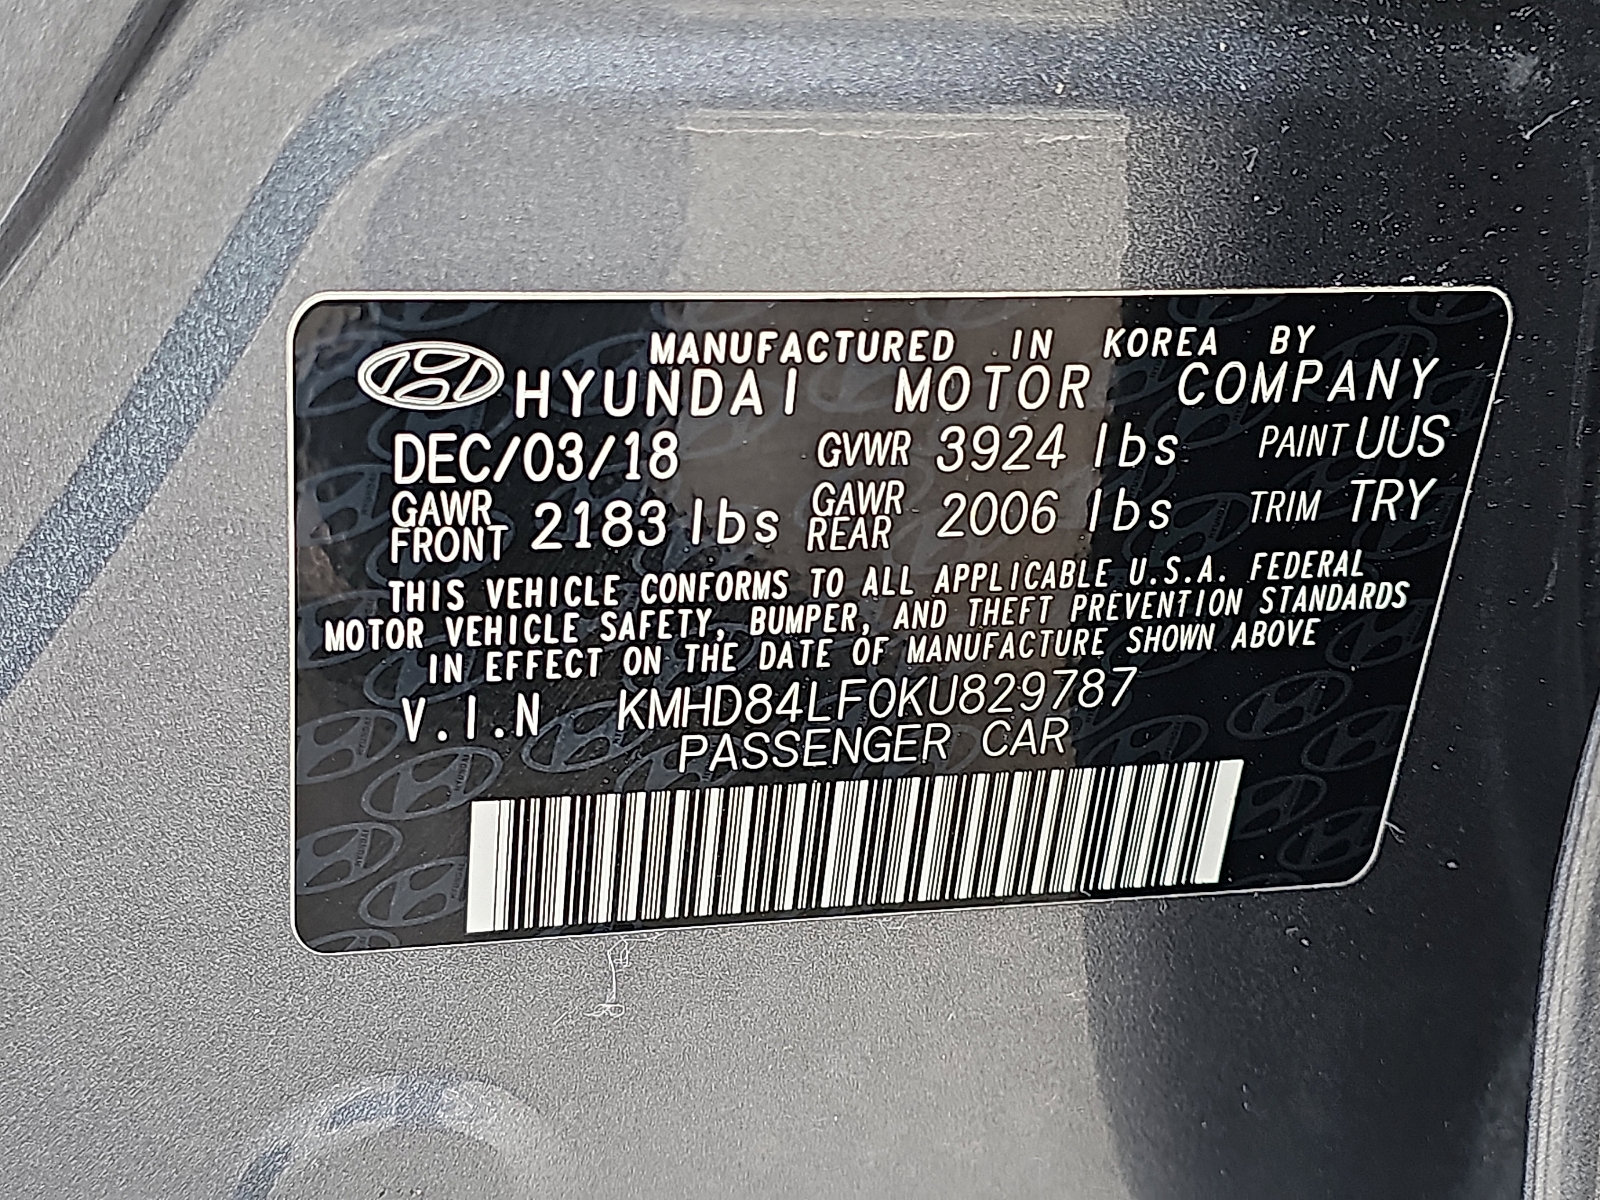 MANUFACTURED IN KOREA BY
HYUNDAI MOTOR COMPANY
DEC/03/18 GVWR 3924 lbs PAINT UUS
GAWR FRONT 2183 lbs GAWR REAR 2006 lbs TRIM TRY
THIS VEHICLE CONFORMS TO ALL APPLICABLE U.S.A. FEDERAL
MOTOR VEHICLE SAFETY, BUMPER, AND THEFT PREVENTION STANDARDS
IN EFFECT ON THE DATE OF MANUFACTURE SHOWN ABOVE
V.I.N KMHD84LF0KU829787
PASSENGER CAR